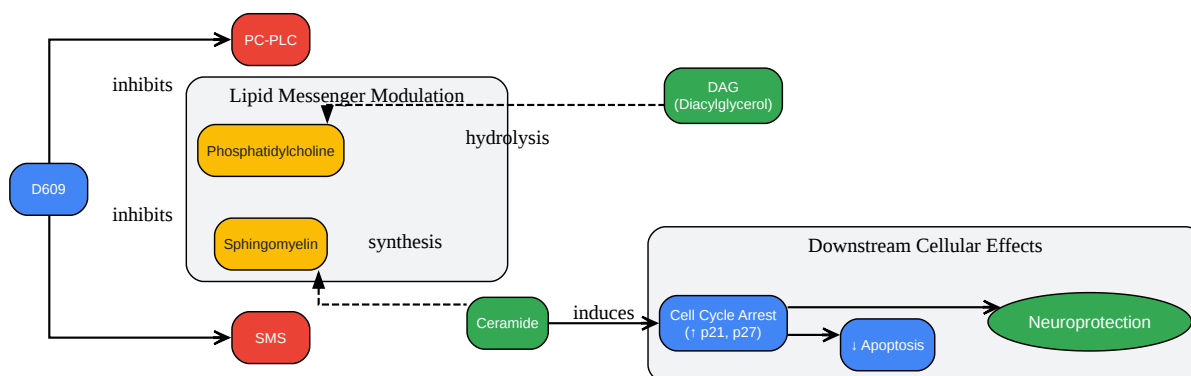 PC-PLC
inhibits
Lipid Messenger Modulation
DAG
(Diacylglycerol)
hydrolysis
Phosphatidylcholine
D609
inhibits
Sphingomyelin
synthesis
Downstream Cellular Effects
Ceramide
induces
Cell Cycle Arrest
(↑ p21, p27)
Neuroprotection
SMS
↓ Apoptosis